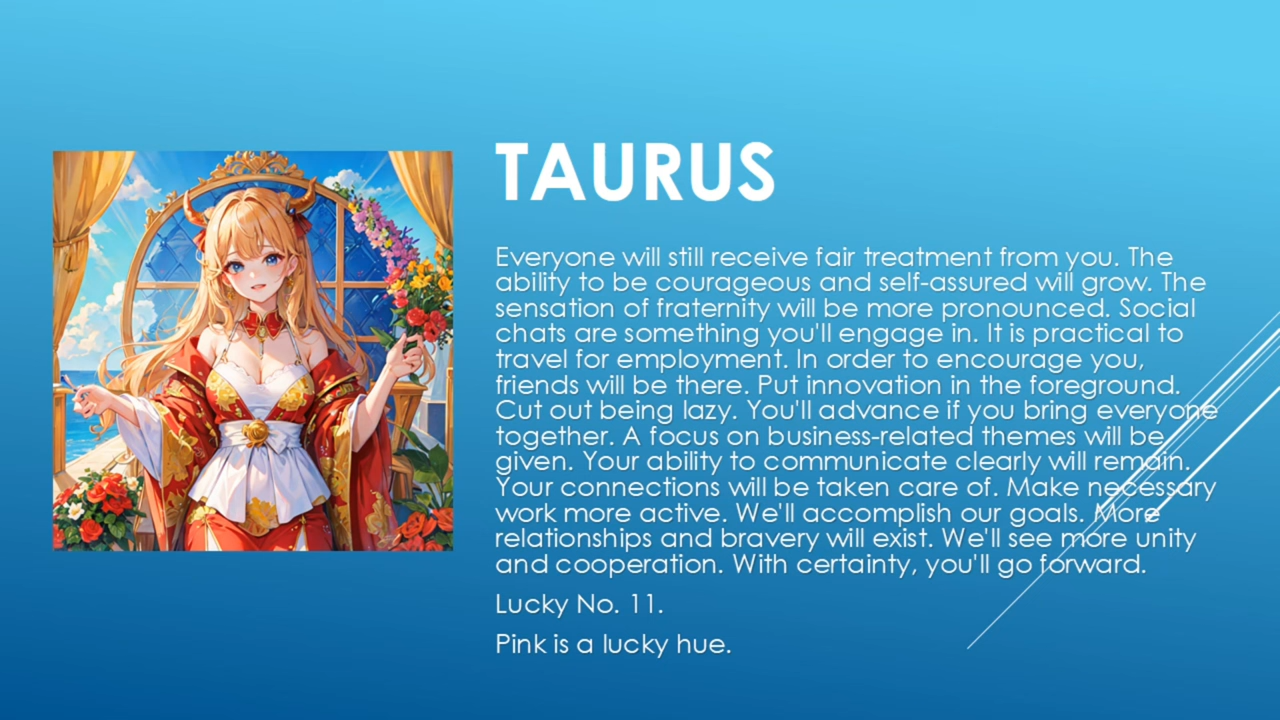 TAURUS
Everyone will still receive fair treatment from you. The
ability to be courageous and self-assured will grow. The
sensation of fraternity will be more pronounced. Social
chats are something you'll engage in. It is practical to
travel for employment. In order to encourage you,
friends will be there. Put innovation in the foreground.
Cut out being lazy. You'll advance if you bring everyone
together. A focus on business-related themes will be
given. Your ability to communicate clearly will remain.
Your connections will be taken care of. Make necessary
work more active. We'll accomplish our goals. More
relationships and bravery will exist. We'll see more unity
and cooperation. With certainty, you'll go forward.
Lucky No. 11.
Pink is a lucky hue.